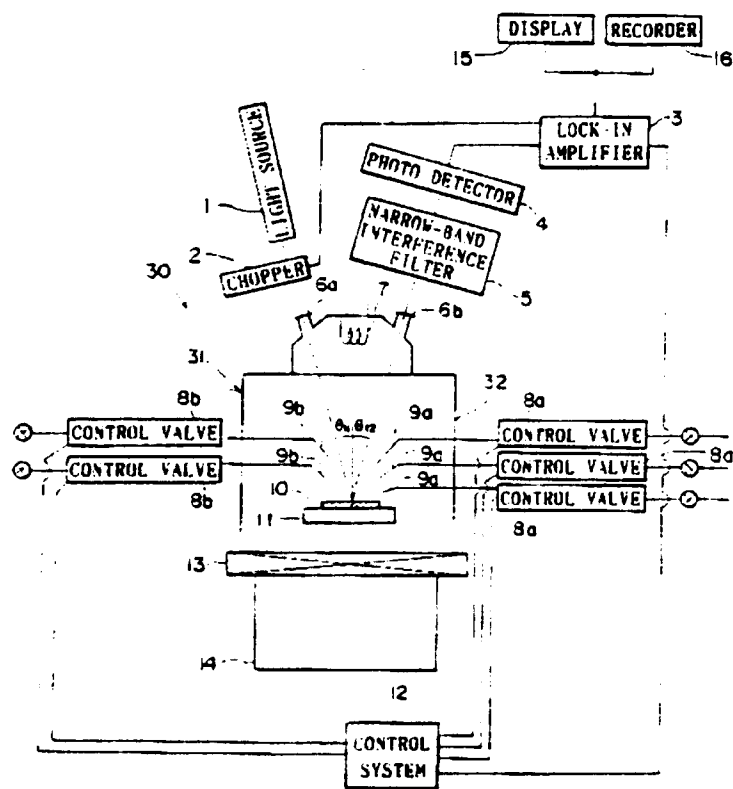 DISPLAY
RECORDER
15
16
3
LOCK-IN
AMPLIFIER
LIGHT SOURCE
1
PHOTO DETECTOR
4
2
CHOPPER
NARROW-BAND
INTERFERENCE
FILTER
5
30
6a
7
6b
31
32
8b
9b
9a
8a
CONTROL VALVE
CONTROL VALVE
9b
9a
CONTROL VALVE
CONTROL VALVE
8a
8b
10
9a
CONTROL VALVE
11
8a
13
14
12
CONTROL
SYSTEM